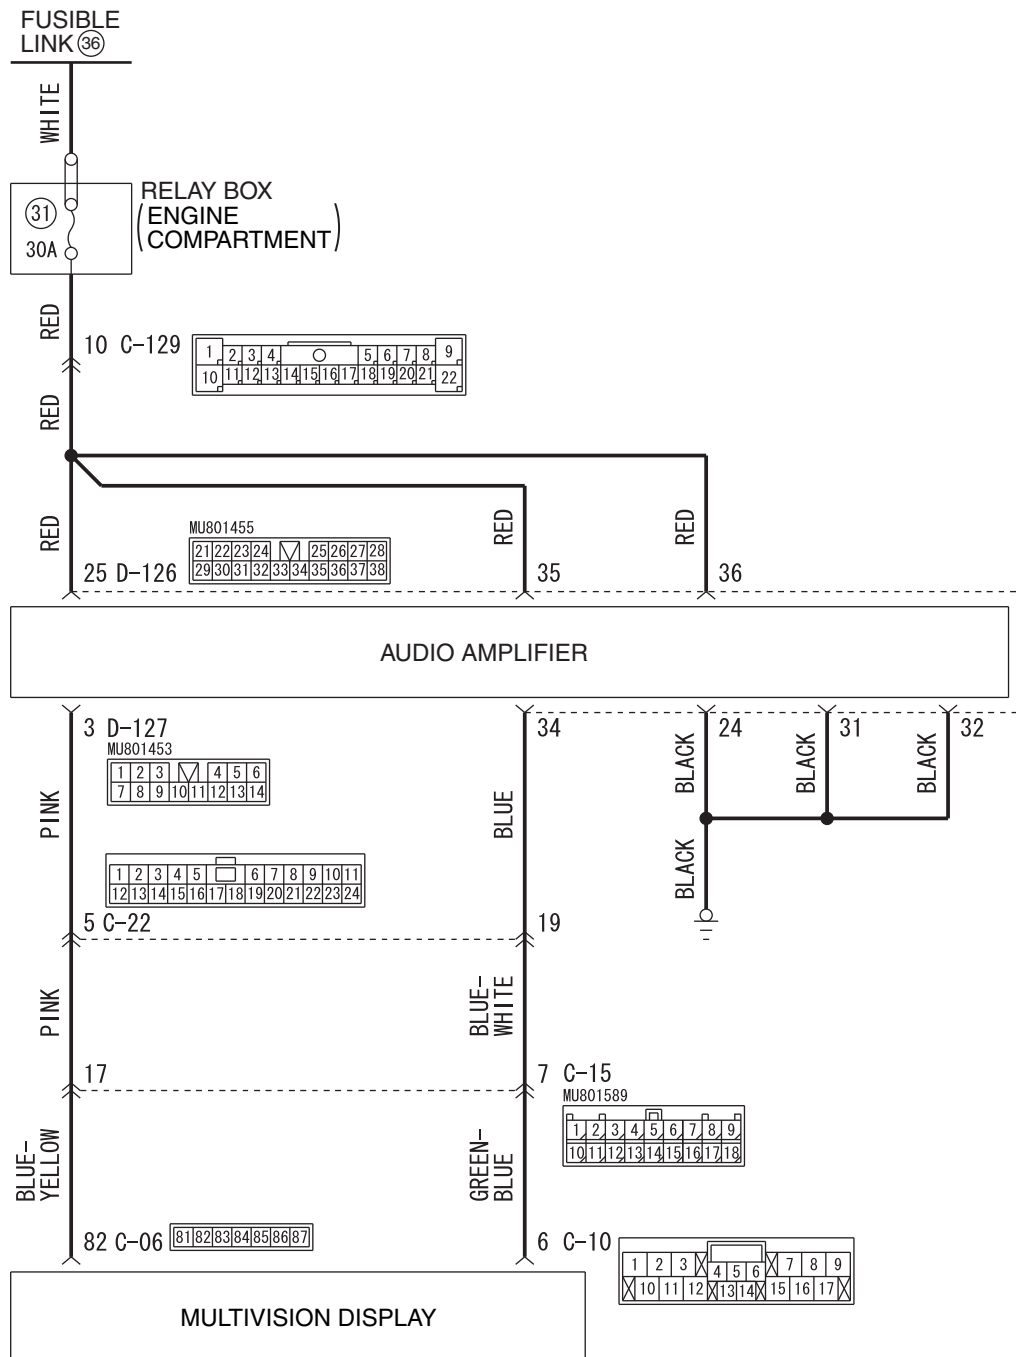 FUSIBLE
LINK 36
WHITE
RELAY BOX
(ENGINE
COMPARTMENT)
31
30A
RED
10 C-129
1 2 3 4 5 6 7 8 9
10 11 12 13 14 15 16 17 18 19 20 21 22
RED
RED
RED
RED
MU801455
21 22 23 24 25 26 27 28
29 30 31 32 33 34 35 36 37 38
25 D-126
35
36
AUDIO AMPLIFIER
3 D-127
34
24
31
32
MU801453
1 2 3 4 5 6
7 8 9 10 11 12 13 14
PINK
BLUE
BLACK
BLACK
BLACK
BLACK
1 2 3 4 5 6 7 8 9 10 11
12 13 14 15 16 17 18 19 20 21 22 23 24
5 C-22
19
PINK
BLUE-
WHITE
17
7 C-15
MU801589
1 2 3 4 5 6 7 8 9
10 11 12 13 14 15 16 17 18
BLUE-
YELLOW
GREEN-
BLUE
82 C-06
81 82 83 84 85 86 87
6 C-10
1 2 3 4 5 6 7 8 9
10 11 12 13 14 15 16 17
MULTIVISION DISPLAY